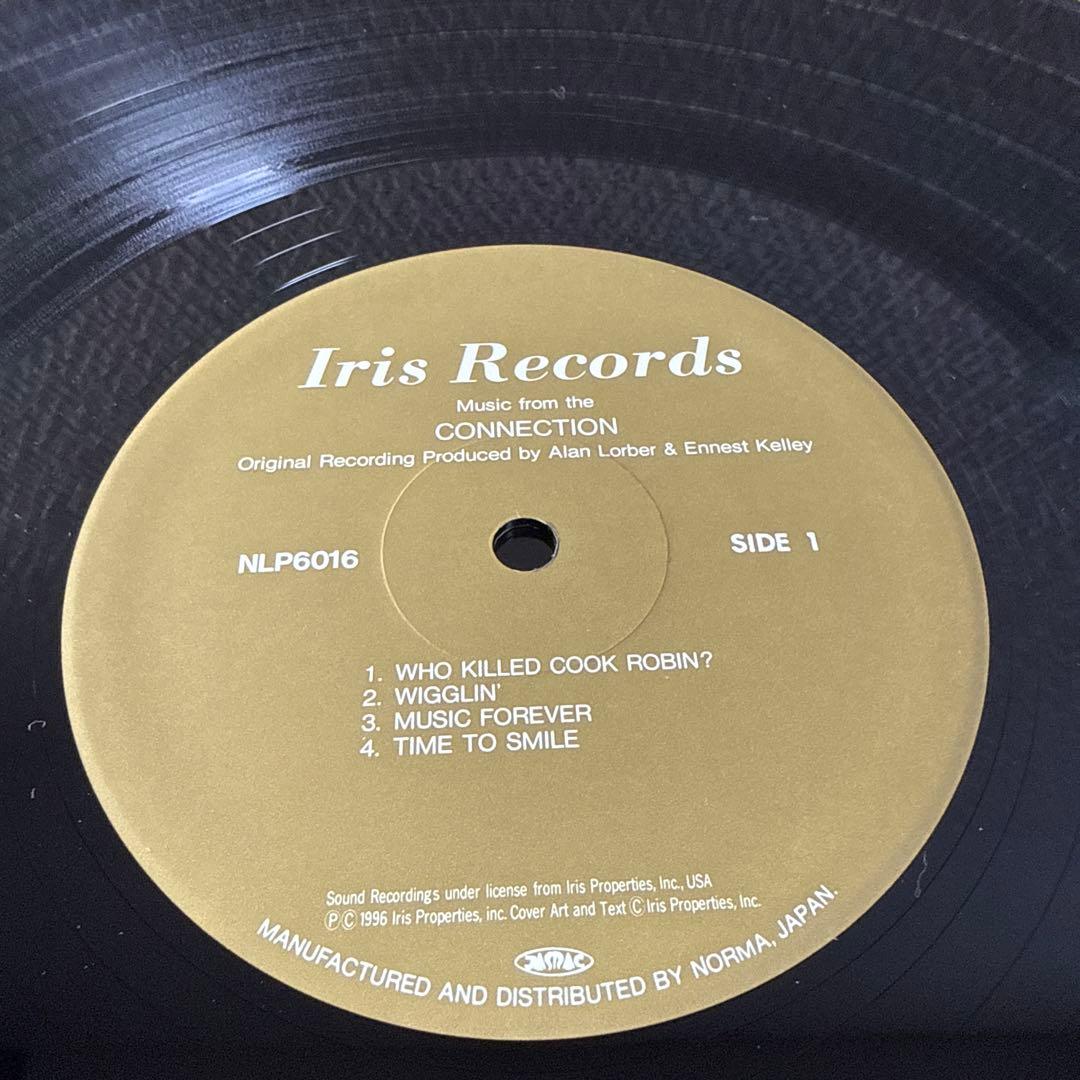 Iris Records
Music from the
CONNECTION
Original Recording Produced by Alan Lorber & Ennest Kelley
NLP6016
SIDE 1
1. WHO KILLED COOK ROBIN?
2. WIGGLIN'
3. MUSIC FOREVER
4. TIME TO SMILE
Sound Recordings under license from Iris Properties, Inc., USA
Ⓟ Ⓒ 1996 Iris Properties, inc. Cover Art and Text Ⓒ Iris Properties, Inc.
JASRAC
MANUFACTURED AND DISTRIBUTED BY NORMA, JAPAN.